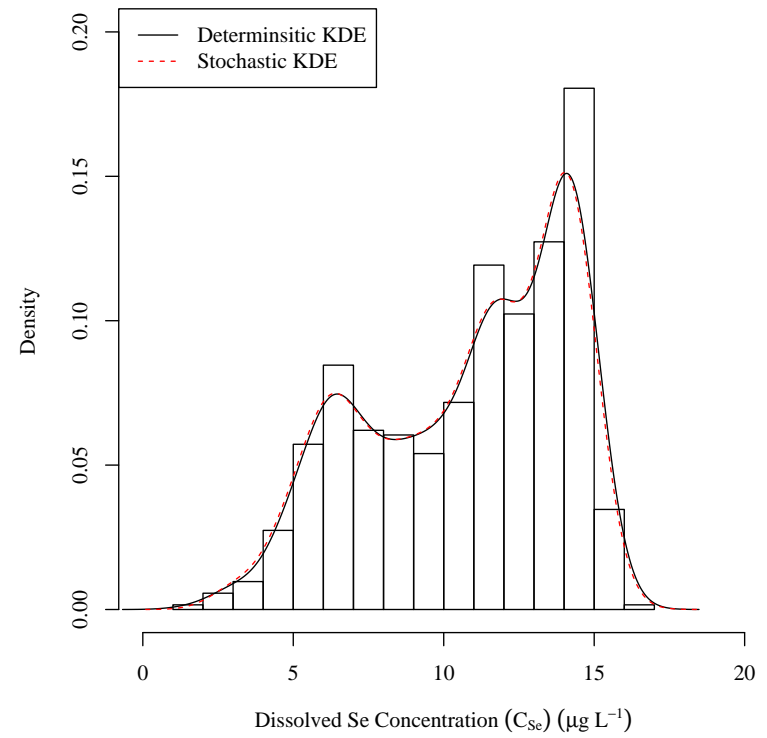 Determinsitic KDE
Stochastic KDE
0.20
0.15
0.10
0.05
0.00
Density
0 5 10 15 20
Dissolved Se Concentration (C_Se) (μg L⁻¹)